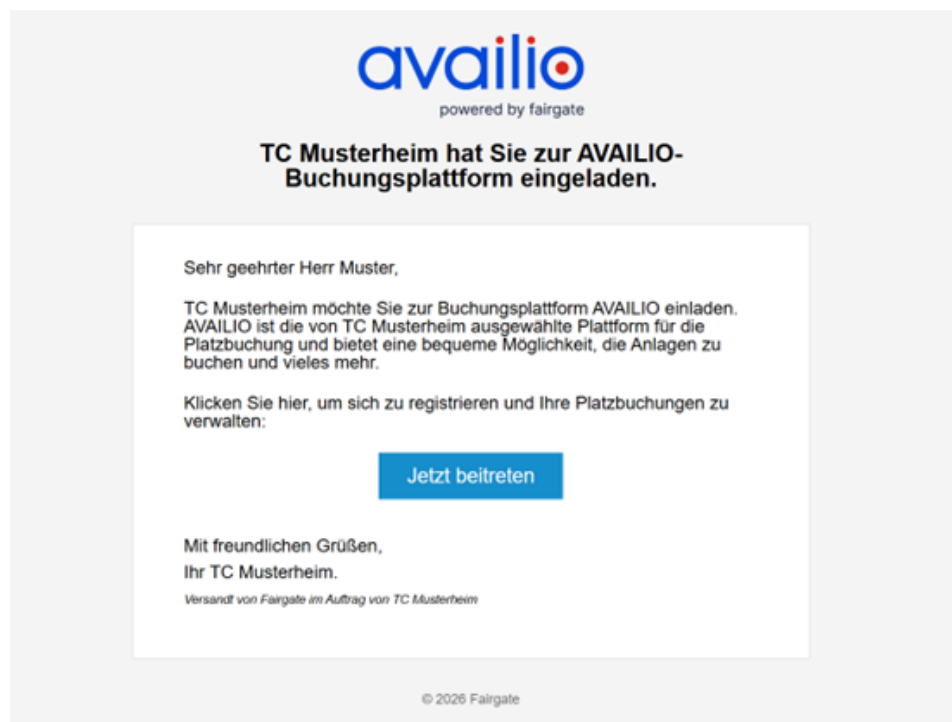 availio
powered by fairgate
TC Musterheim hat Sie zur AVAILIO-
Buchungsplattform eingeladen.
Sehr geehrter Herr Muster,
TC Musterheim möchte Sie zur Buchungsplattform AVAILIO einladen.
AVAILIO ist die von TC Musterheim ausgewählte Plattform für die
Platzbuchung und bietet eine bequeme Möglichkeit, die Anlagen zu
buchen und vieles mehr.
Klicken Sie hier, um sich zu registrieren und Ihre Platzbuchungen zu
verwalten:
Jetzt beitreten
Mit freundlichen Grüßen,
Ihr TC Musterheim.
Versandt von Fairgate im Auftrag von TC Musterheim
© 2026 Fairgate